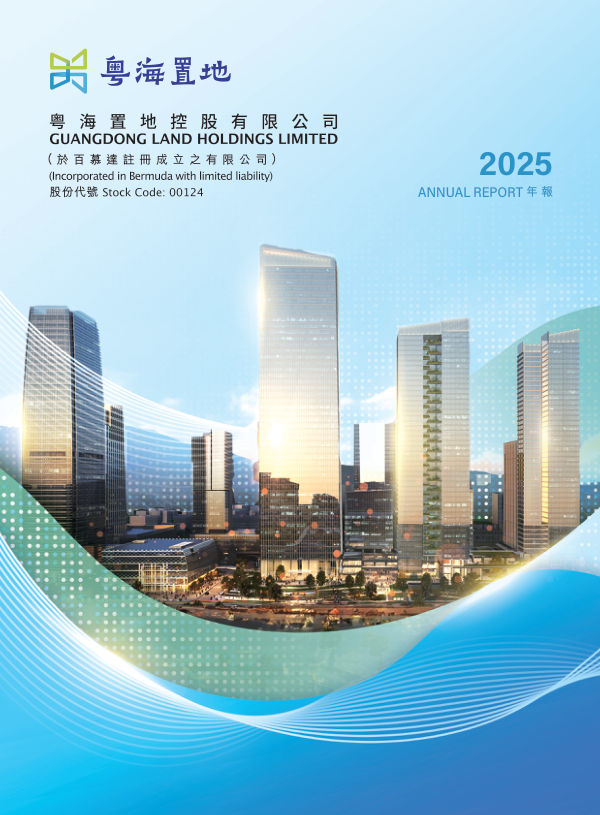 粤海置地
粤海置地控股有限公司
GUANGDONG LAND HOLDINGS LIMITED
(於百慕達註冊成立之有限公司)
(Incorporated in Bermuda with limited liability)
股份代號 Stock Code: 00124
2025
ANNUAL REPORT 年報